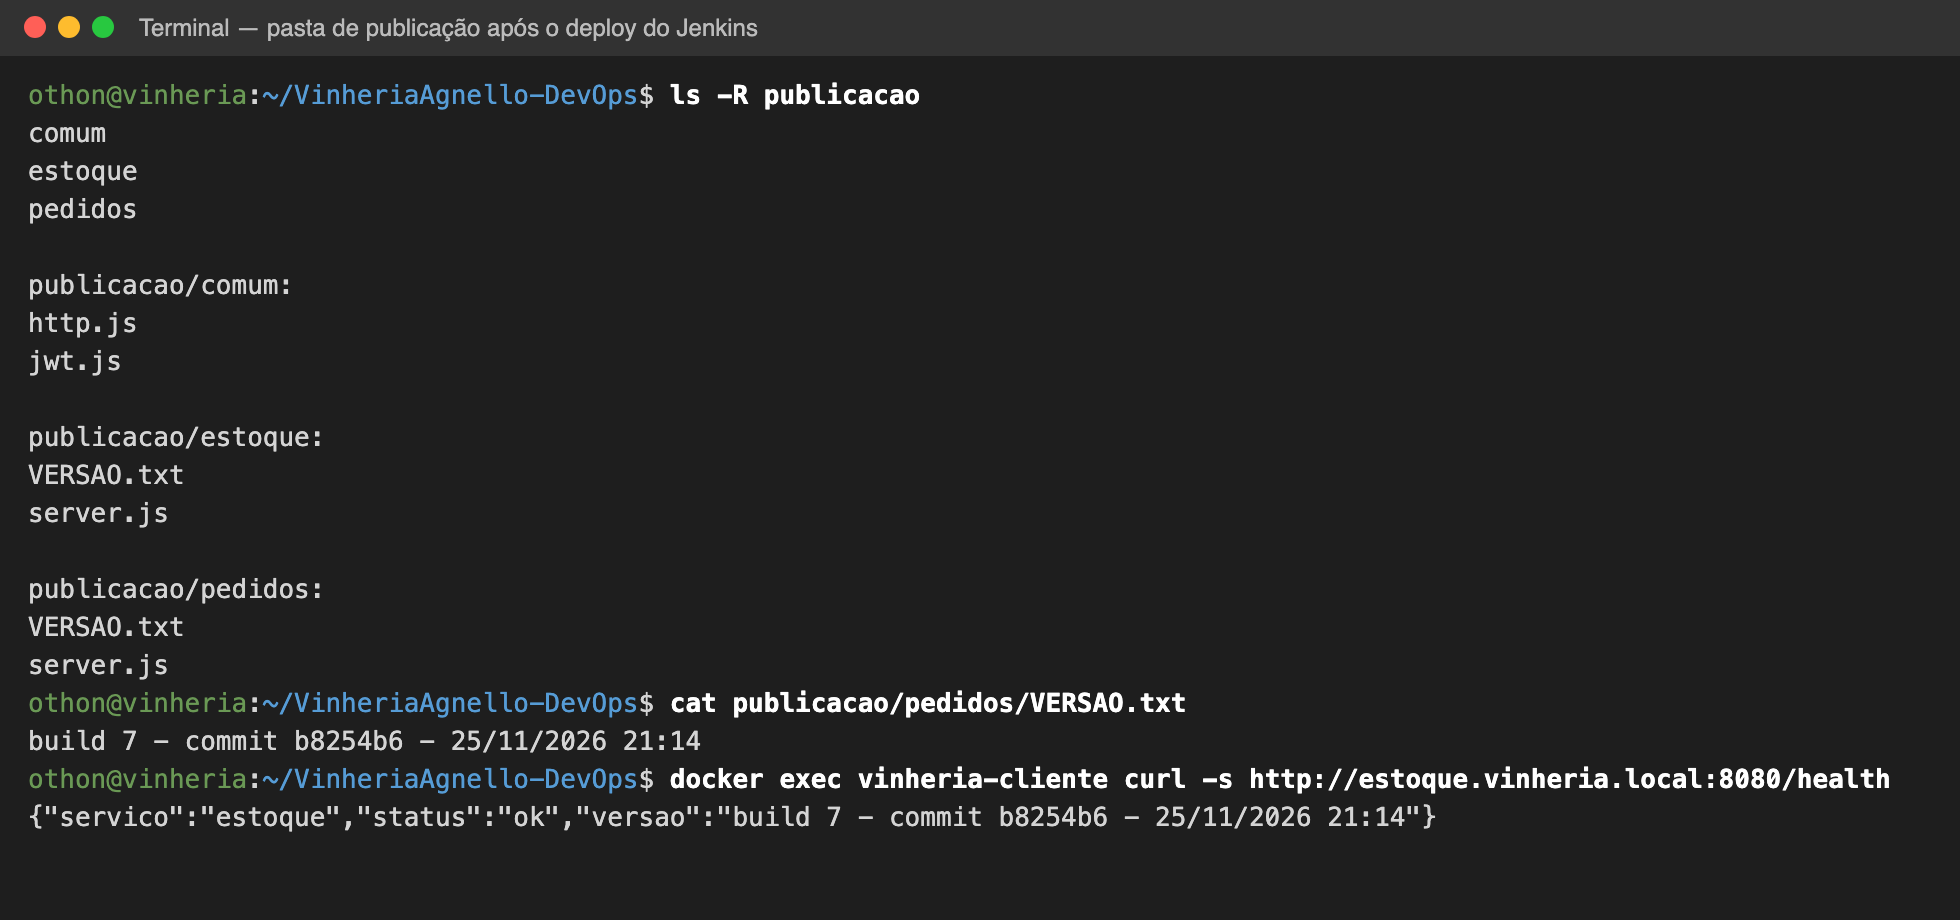 Terminal — pasta de publicação após o deploy do Jenkins
othon@vinheria:~/VinheriaAgnello-DevOps$ ls -R publicacao
comum
estoque
pedidos
publicacao/comum:
http.js
jwt.js
publicacao/estoque:
VERSAO.txt
server.js
publicacao/pedidos:
VERSAO.txt
server.js
othon@vinheria:~/VinheriaAgnello-DevOps$ cat publicacao/pedidos/VERSAO.txt
build 7 - commit b8254b6 - 25/11/2026 21:14
othon@vinheria:~/VinheriaAgnello-DevOps$ docker exec vinheria-cliente curl -s http://estoque.vinheria.local:8080/health
{"servico":"estoque","status":"ok","versao":"build 7 - commit b8254b6 - 25/11/2026 21:14"}